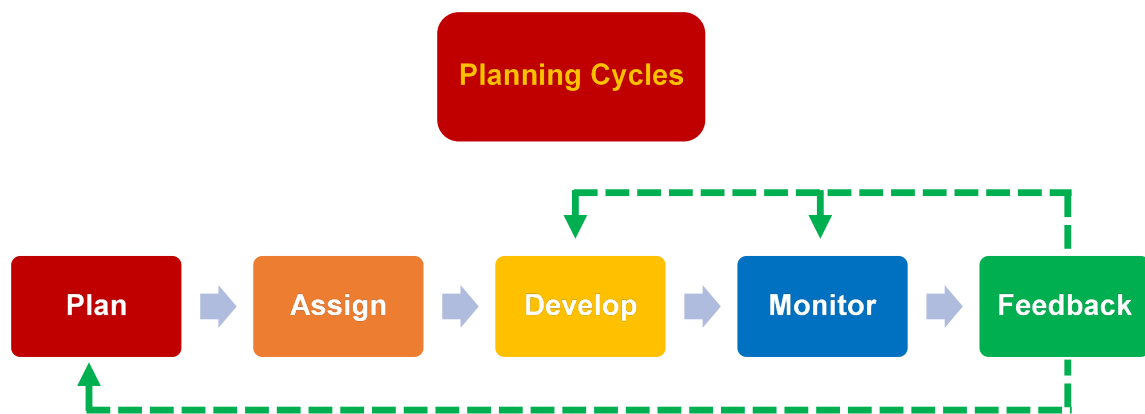 Planning Cycles
Plan
Assign
Develop
Monitor
Feedback